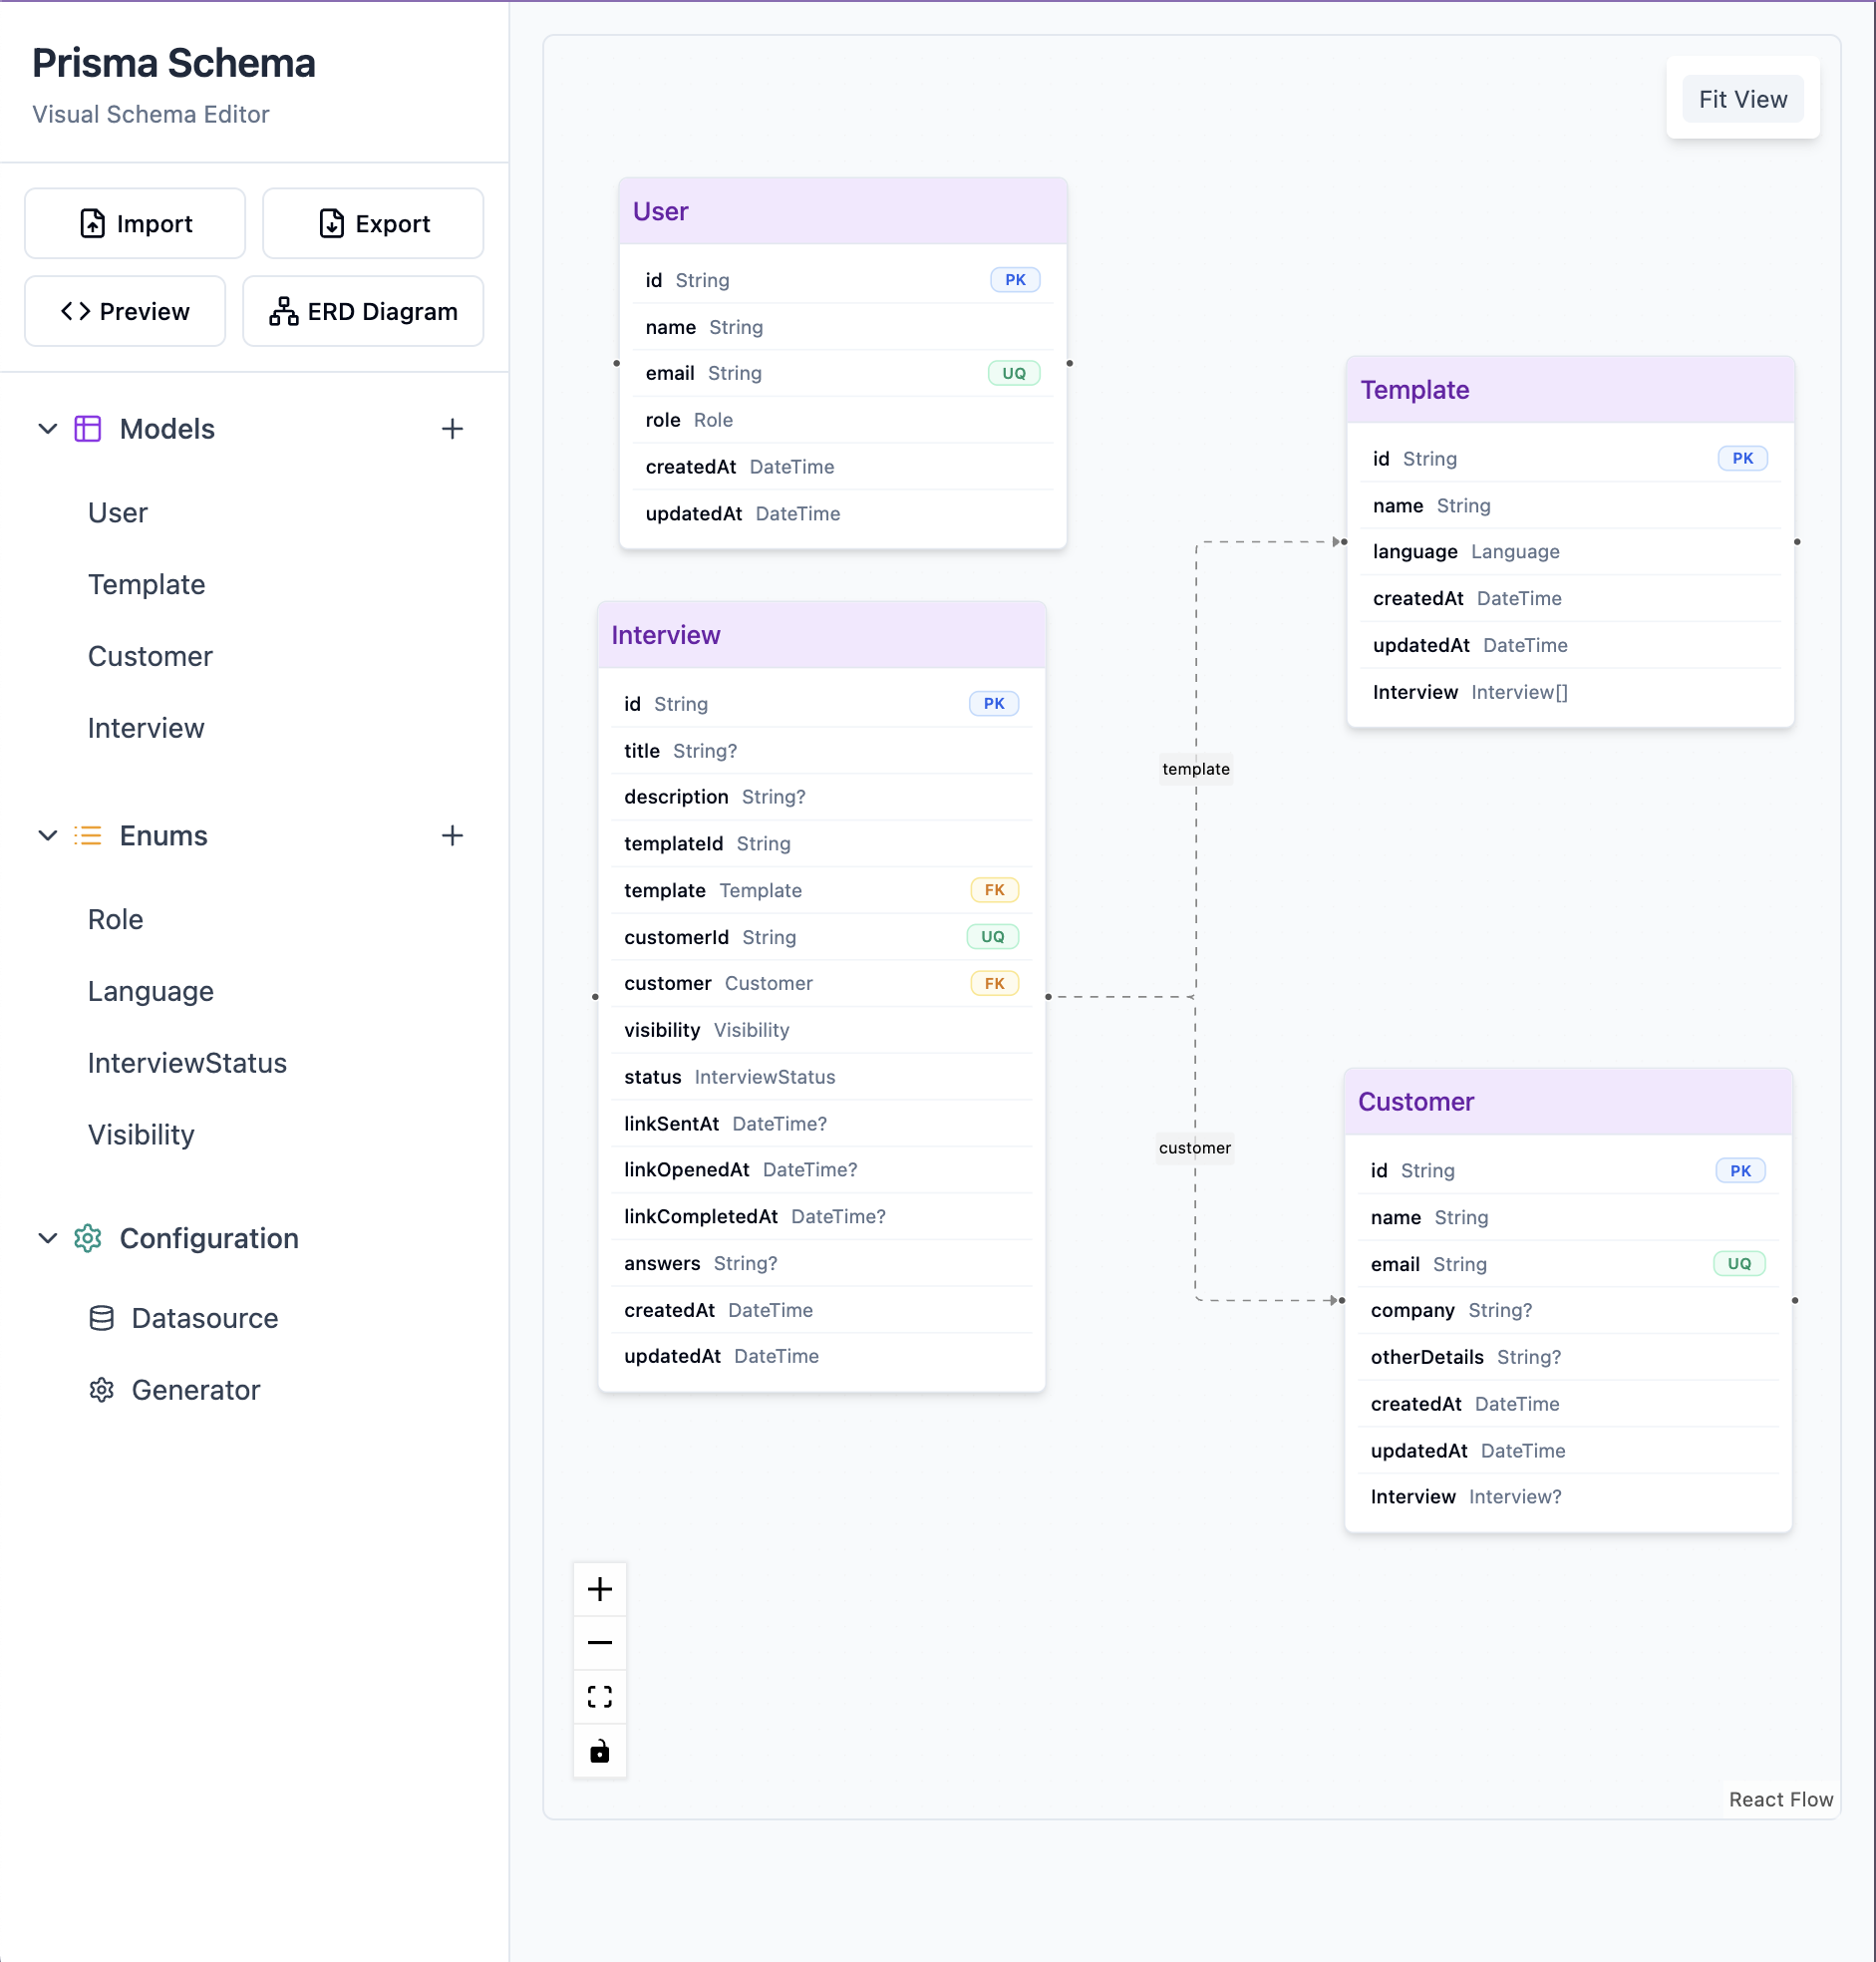 Prisma Schema
Visual Schema Editor
Import
Export
Preview
ERD Diagram
Models
User
Template
Customer
Interview
Enums
Role
Language
InterviewStatus
Visibility
Configuration
Datasource
Generator
Fit View
User
id String PK
name String
email String UQ
role Role
createdAt DateTime
updatedAt DateTime
Interview
id String PK
title String?
description String?
templateId String
template Template FK
customerId String UQ
customer Customer FK
visibility Visibility
status InterviewStatus
linkSentAt DateTime?
linkOpenedAt DateTime?
linkCompletedAt DateTime?
answers String?
createdAt DateTime
updatedAt DateTime
template
customer
Template
id String PK
name String
language Language
createdAt DateTime
updatedAt DateTime
Interview Interview[]
Customer
id String PK
name String
email String UQ
company String?
otherDetails String?
createdAt DateTime
updatedAt DateTime
Interview Interview?
React Flow